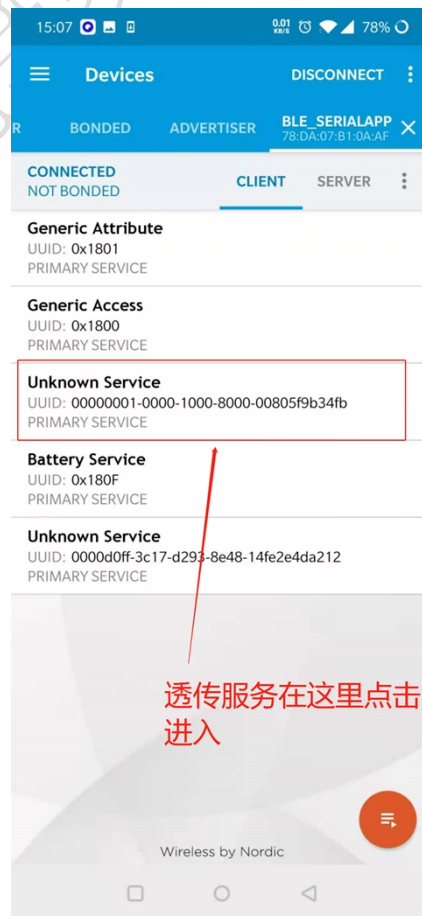 15:07
0.01
KB/S
78%
Devices
DISCONNECT
R
BONDED
ADVERTISER
BLE_SERIALAPP
78:DA:07:B1:0A:AF
CONNECTED
NOT BONDED
CLIENT
SERVER
Generic Attribute
UUID: 0x1801
PRIMARY SERVICE
Generic Access
UUID: 0x1800
PRIMARY SERVICE
Unknown Service
UUID: 00000001-0000-1000-8000-00805f9b34fb
PRIMARY SERVICE
Battery Service
UUID: 0x180F
PRIMARY SERVICE
Unknown Service
UUID: 0000d0ff-3c17-d293-8e48-14fe2e4da212
PRIMARY SERVICE
透传服务在这里点击
进入
Wireless by Nordic